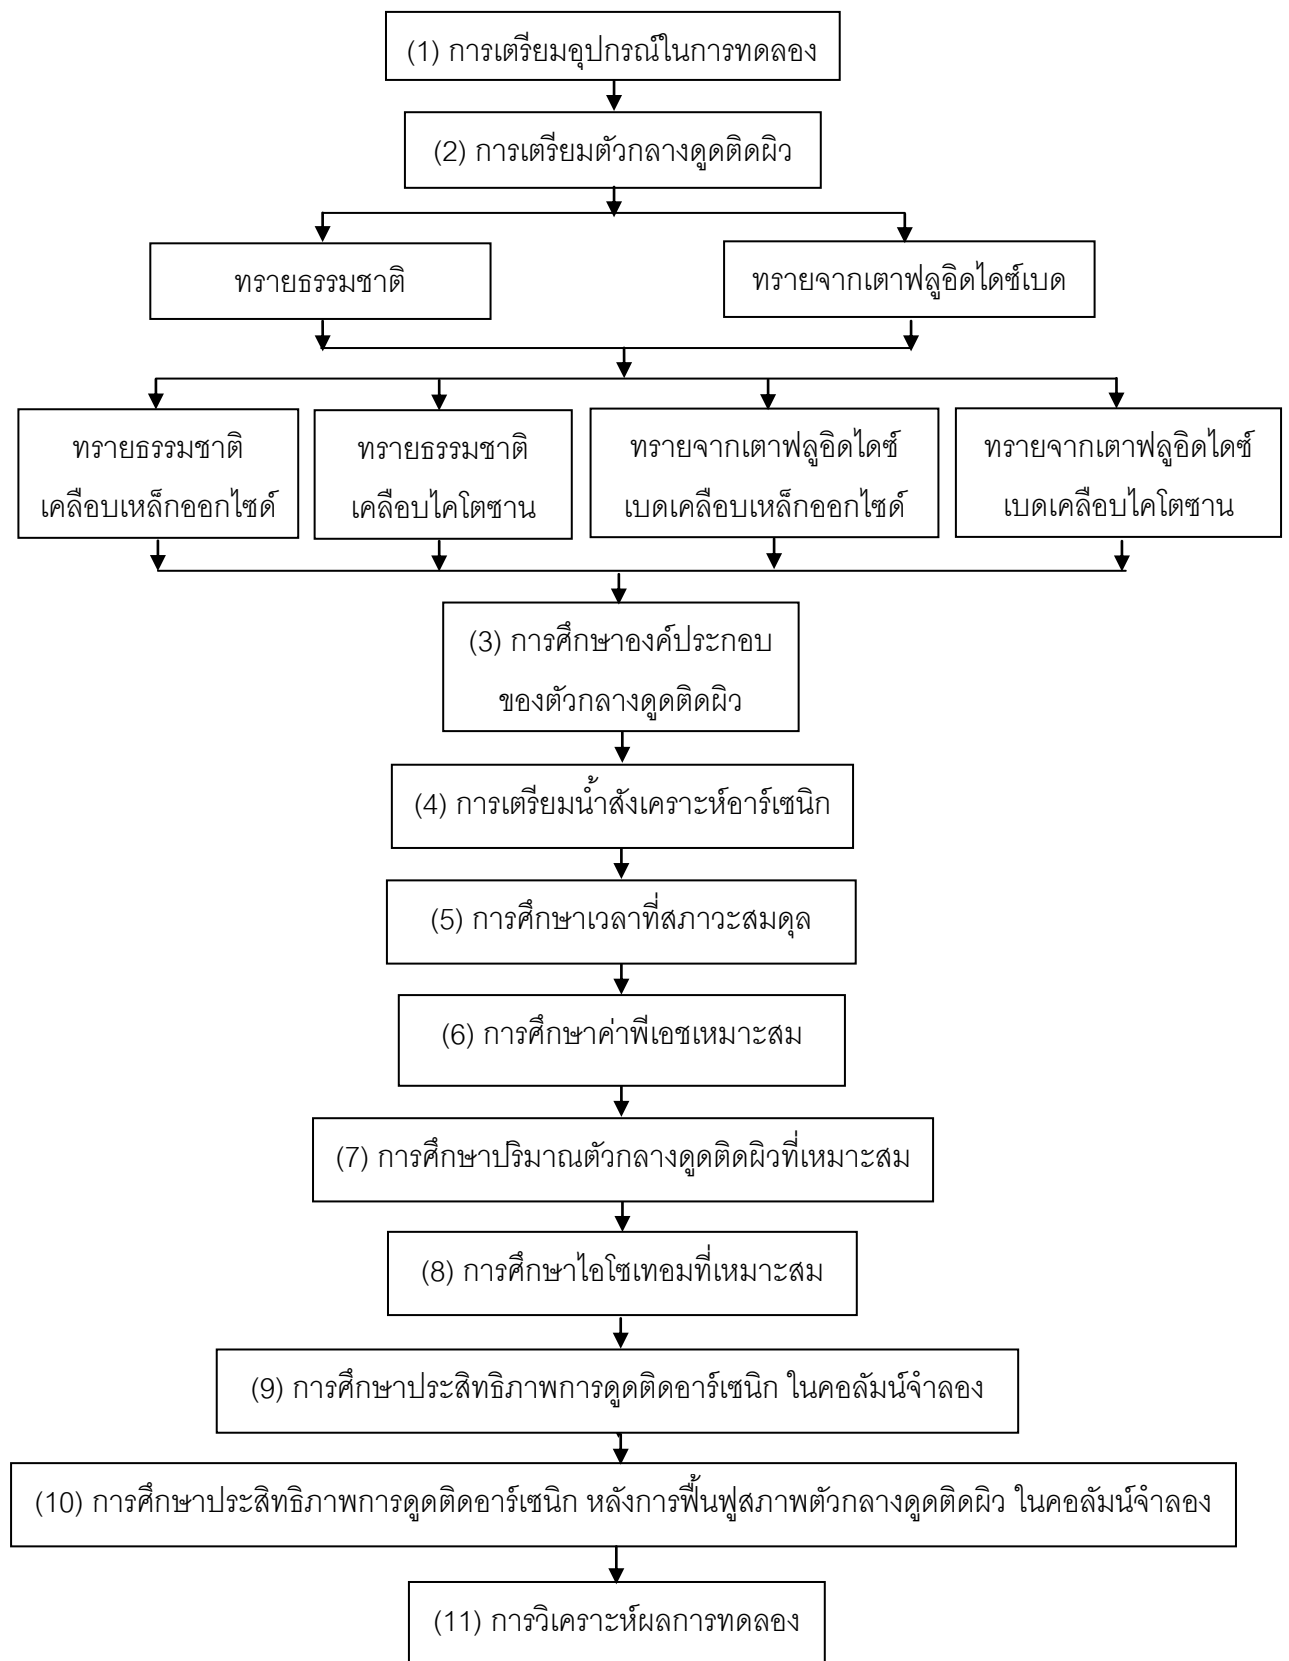 (1) การเตรียมอุปกรณ์ในการทดลอง
(2) การเตรียมตัวกลางดูดติดผิว
ทรายธรรมชาติ
ทรายจากเตาฟลูอิดไดซ์เบด
ทรายธรรมชาติ
เคลือบเหล็กออกไซด์
ทรายธรรมชาติ
เคลือบไคโตซาน
ทรายจากเตาฟลูอิดไดซ์
เบดเคลือบเหล็กออกไซด์
ทรายจากเตาฟลูอิดไดซ์
เบดเคลือบไคโตซาน
(3) การศึกษาองค์ประกอบ
ของตัวกลางดูดติดผิว
(4) การเตรียมน้ำสังเคราะห์อาร์เซนิก
(5) การศึกษาเวลาที่สภาวะสมดุล
(6) การศึกษาค่าพีเอชเหมาะสม
(7) การศึกษาปริมาณตัวกลางดูดติดผิวที่เหมาะสม
(8) การศึกษาไอโซเทอมที่เหมาะสม
(9) การศึกษาประสิทธิภาพการดูดติดอาร์เซนิก ในคอลัมน์จำลอง
(10) การศึกษาประสิทธิภาพการดูดติดอาร์เซนิก หลังการฟื้นฟูสภาพตัวกลางดูดติดผิว ในคอลัมน์จำลอง
(11) การวิเคราะห์ผลการทดลอง